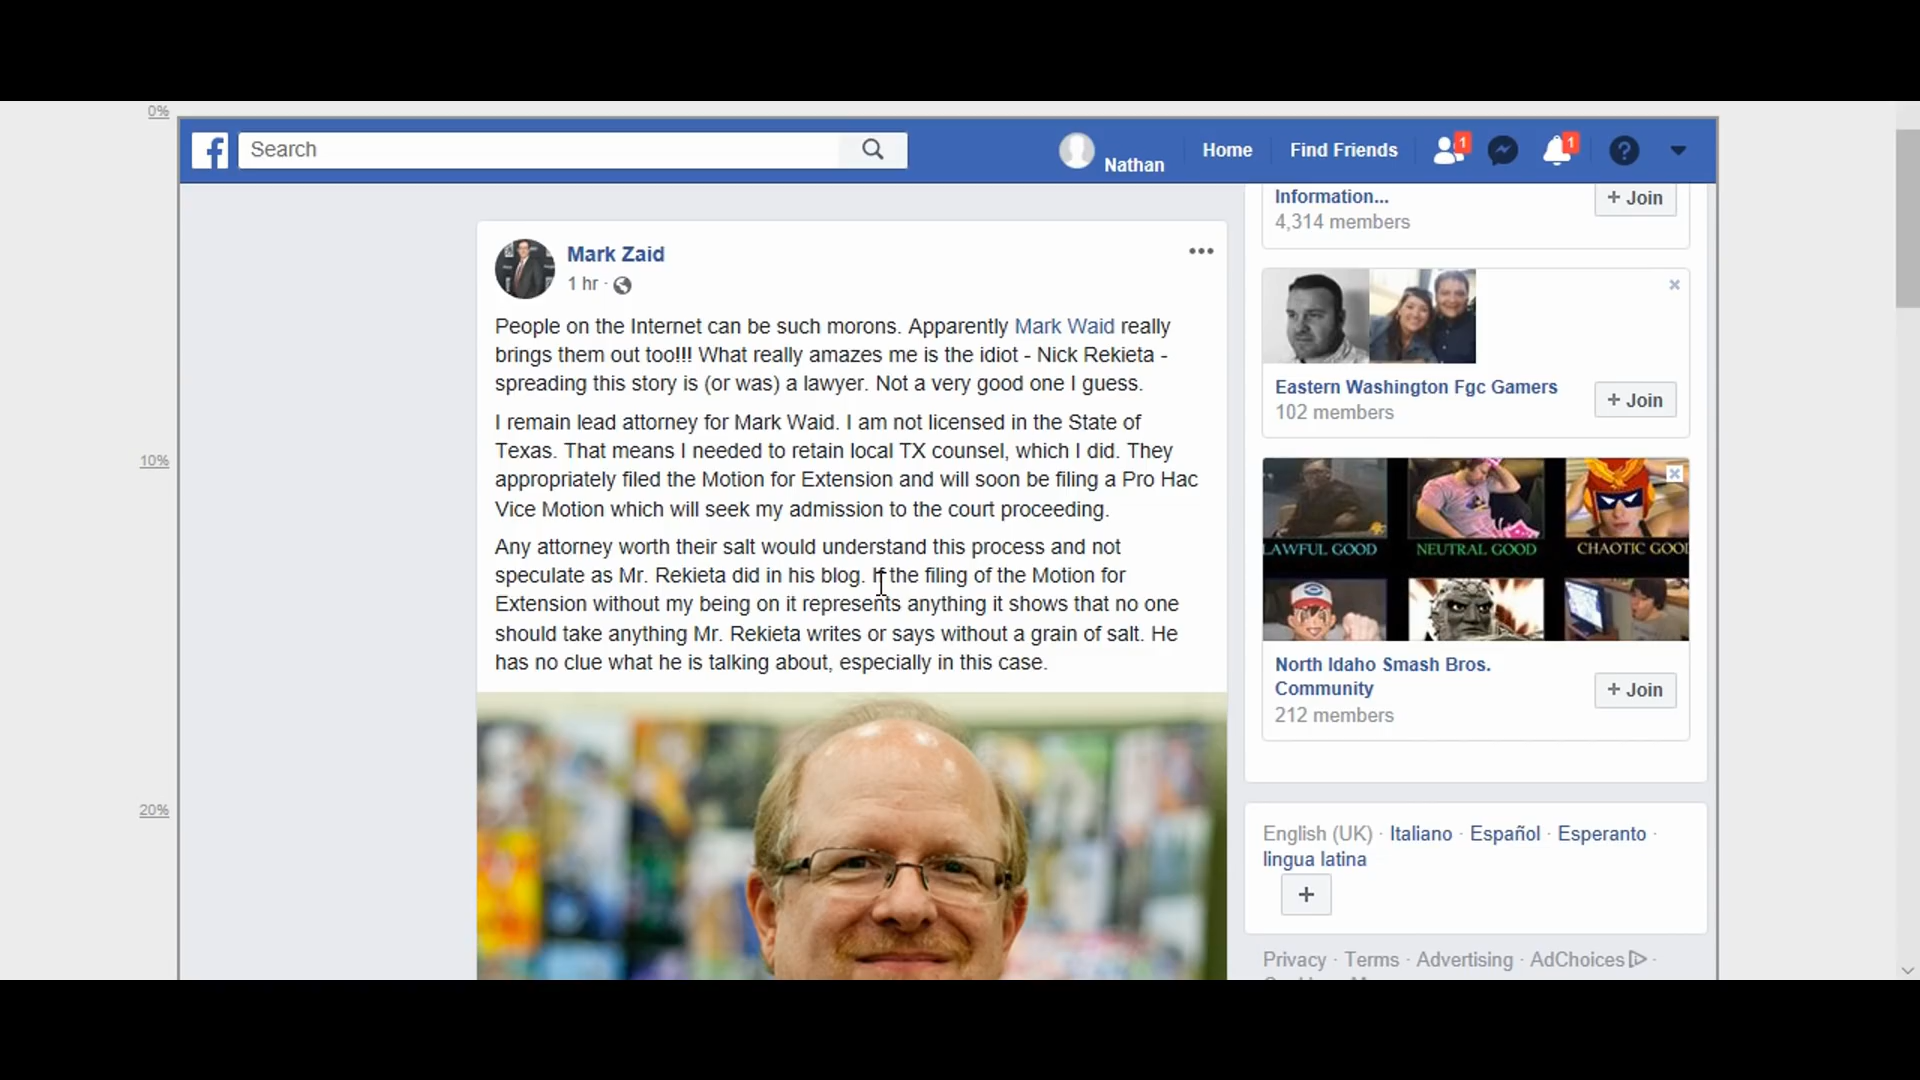 0%
Search
Nathan
Home
Find Friends
1
1
Information...
4,314 members
+ Join
Mark Zaid
1 hr ·
People on the Internet can be such morons. Apparently Mark Waid really
brings them out too!!! What really amazes me is the idiot - Nick Rekieta -
spreading this story is (or was) a lawyer. Not a very good one I guess.
I remain lead attorney for Mark Waid. I am not licensed in the State of
Texas. That means I needed to retain local TX counsel, which I did. They
appropriately filed the Motion for Extension and will soon be filing a Pro Hac
Vice Motion which will seek my admission to the court proceeding.
Any attorney worth their salt would understand this process and not
speculate as Mr. Rekieta did in his blog. If the filing of the Motion for
Extension without my being on it represents anything it shows that no one
should take anything Mr. Rekieta writes or says without a grain of salt. He
has no clue what he is talking about, especially in this case.
Eastern Washington Fgc Gamers
102 members
+ Join
10%
LAWFUL GOOD
NEUTRAL GOOD
CHAOTIC GOOD
North Idaho Smash Bros.
Community
212 members
+ Join
20%
English (UK) · Italiano · Español · Esperanto ·
lingua latina
+
Privacy · Terms · Advertising · AdChoices ·